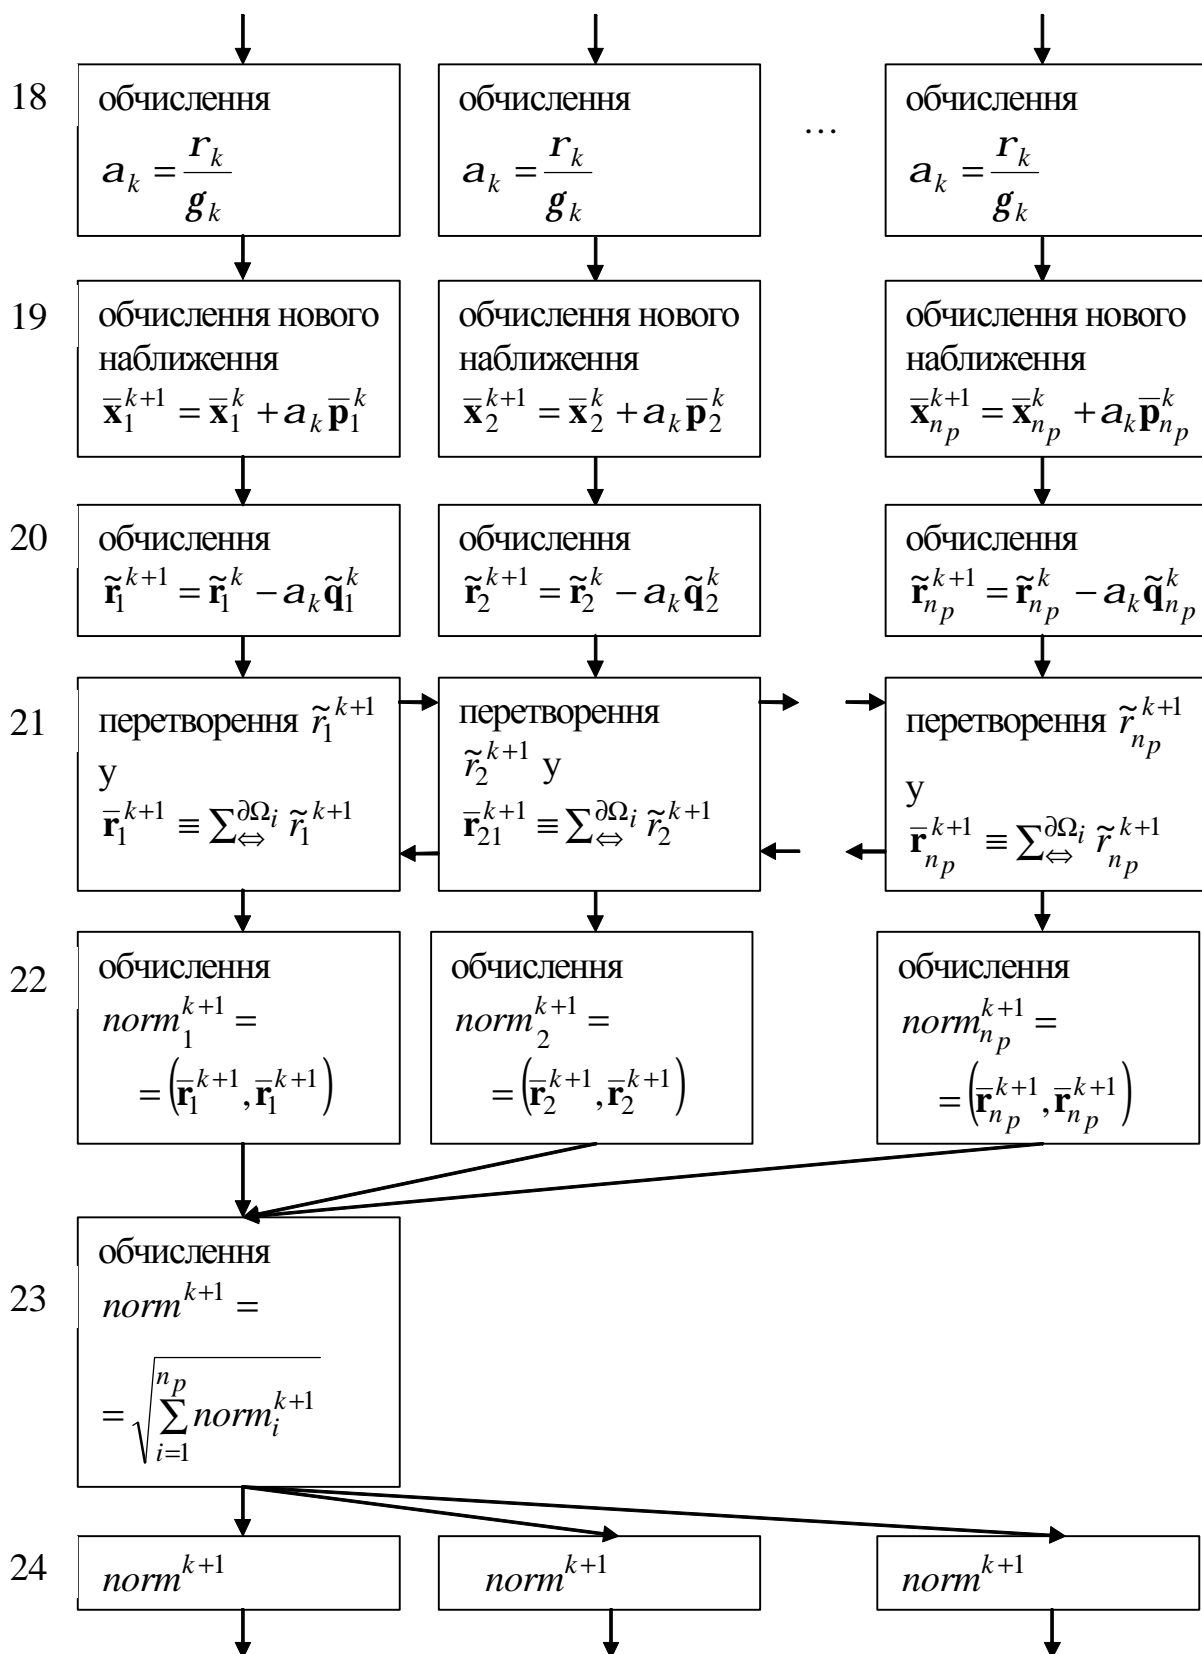 18
обчислення
a_k = r_k / g_k
обчислення
a_k = r_k / g_k
...
обчислення
a_k = r_k / g_k
19
обчислення нового
наближення
x̄_1^{k+1} = x̄_1^k + a_k p̄_1^k
обчислення нового
наближення
x̄_2^{k+1} = x̄_2^k + a_k p̄_2^k
обчислення нового
наближення
x̄_{n_p}^{k+1} = x̄_{n_p}^k + a_k p̄_{n_p}^k
20
обчислення
r̃_1^{k+1} = r̃_1^k − a_k q̃_1^k
обчислення
r̃_2^{k+1} = r̃_2^k − a_k q̃_2^k
обчислення
r̃_{n_p}^{k+1} = r̃_{n_p}^k − a_k q̃_{n_p}^k
21
перетворення r̃_1^{k+1}
у
r̄_1^{k+1} ≡ ∑_⇔^{∂Ω_i} r̃_1^{k+1}
перетворення
r̃_2^{k+1} у
r̄_{21}^{k+1} ≡ ∑_⇔^{∂Ω_i} r̃_2^{k+1}
перетворення r̃_{n_p}^{k+1}
у
r̄_{n_p}^{k+1} ≡ ∑_⇔^{∂Ω_i} r̃_{n_p}^{k+1}
22
обчислення
norm_1^{k+1} =
= (r̄_1^{k+1}, r̄_1^{k+1})
обчислення
norm_2^{k+1} =
= (r̄_2^{k+1}, r̄_2^{k+1})
обчислення
norm_{n_p}^{k+1} =
= (r̄_{n_p}^{k+1}, r̄_{n_p}^{k+1})
23
обчислення
norm^{k+1} =
= √(∑_{i=1}^{n_p} norm_i^{k+1})
24
norm^{k+1}
norm^{k+1}
norm^{k+1}